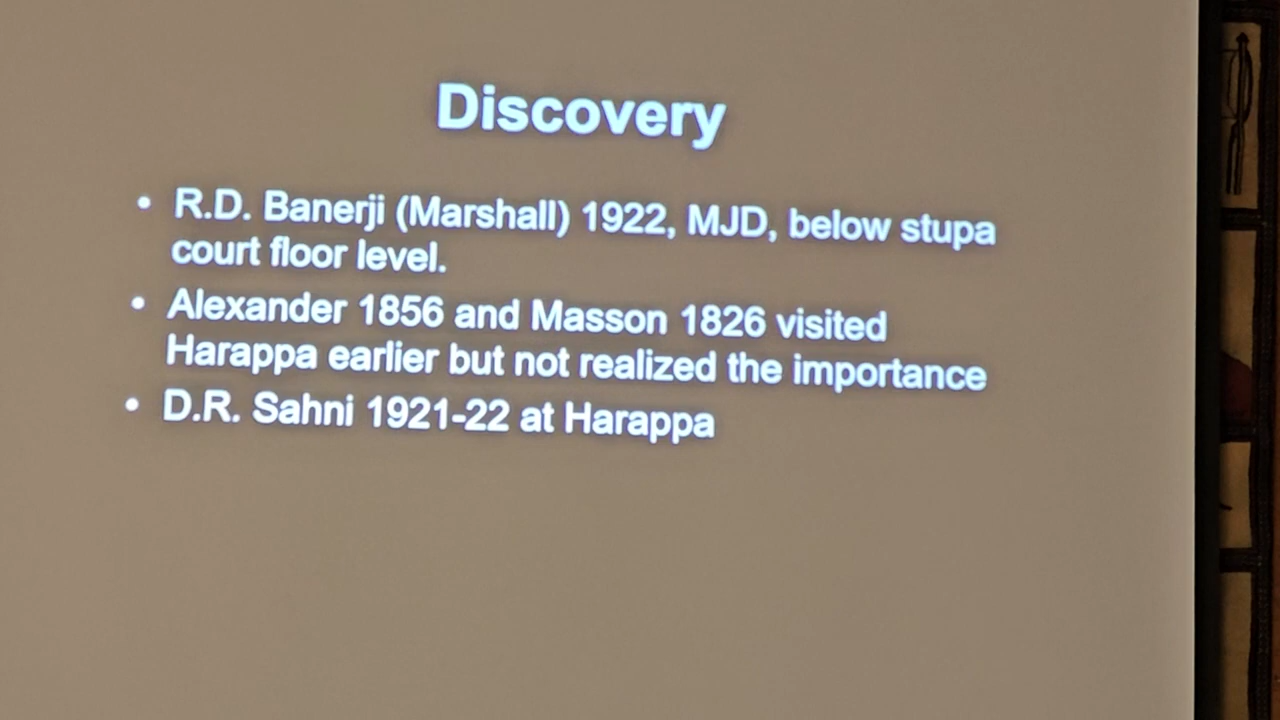 Discovery
• R.D. Banerji (Marshall) 1922, MJD, below stupa
court floor level.
• Alexander 1856 and Masson 1826 visited
Harappa earlier but not realized the importance
• D.R. Sahni 1921-22 at Harappa